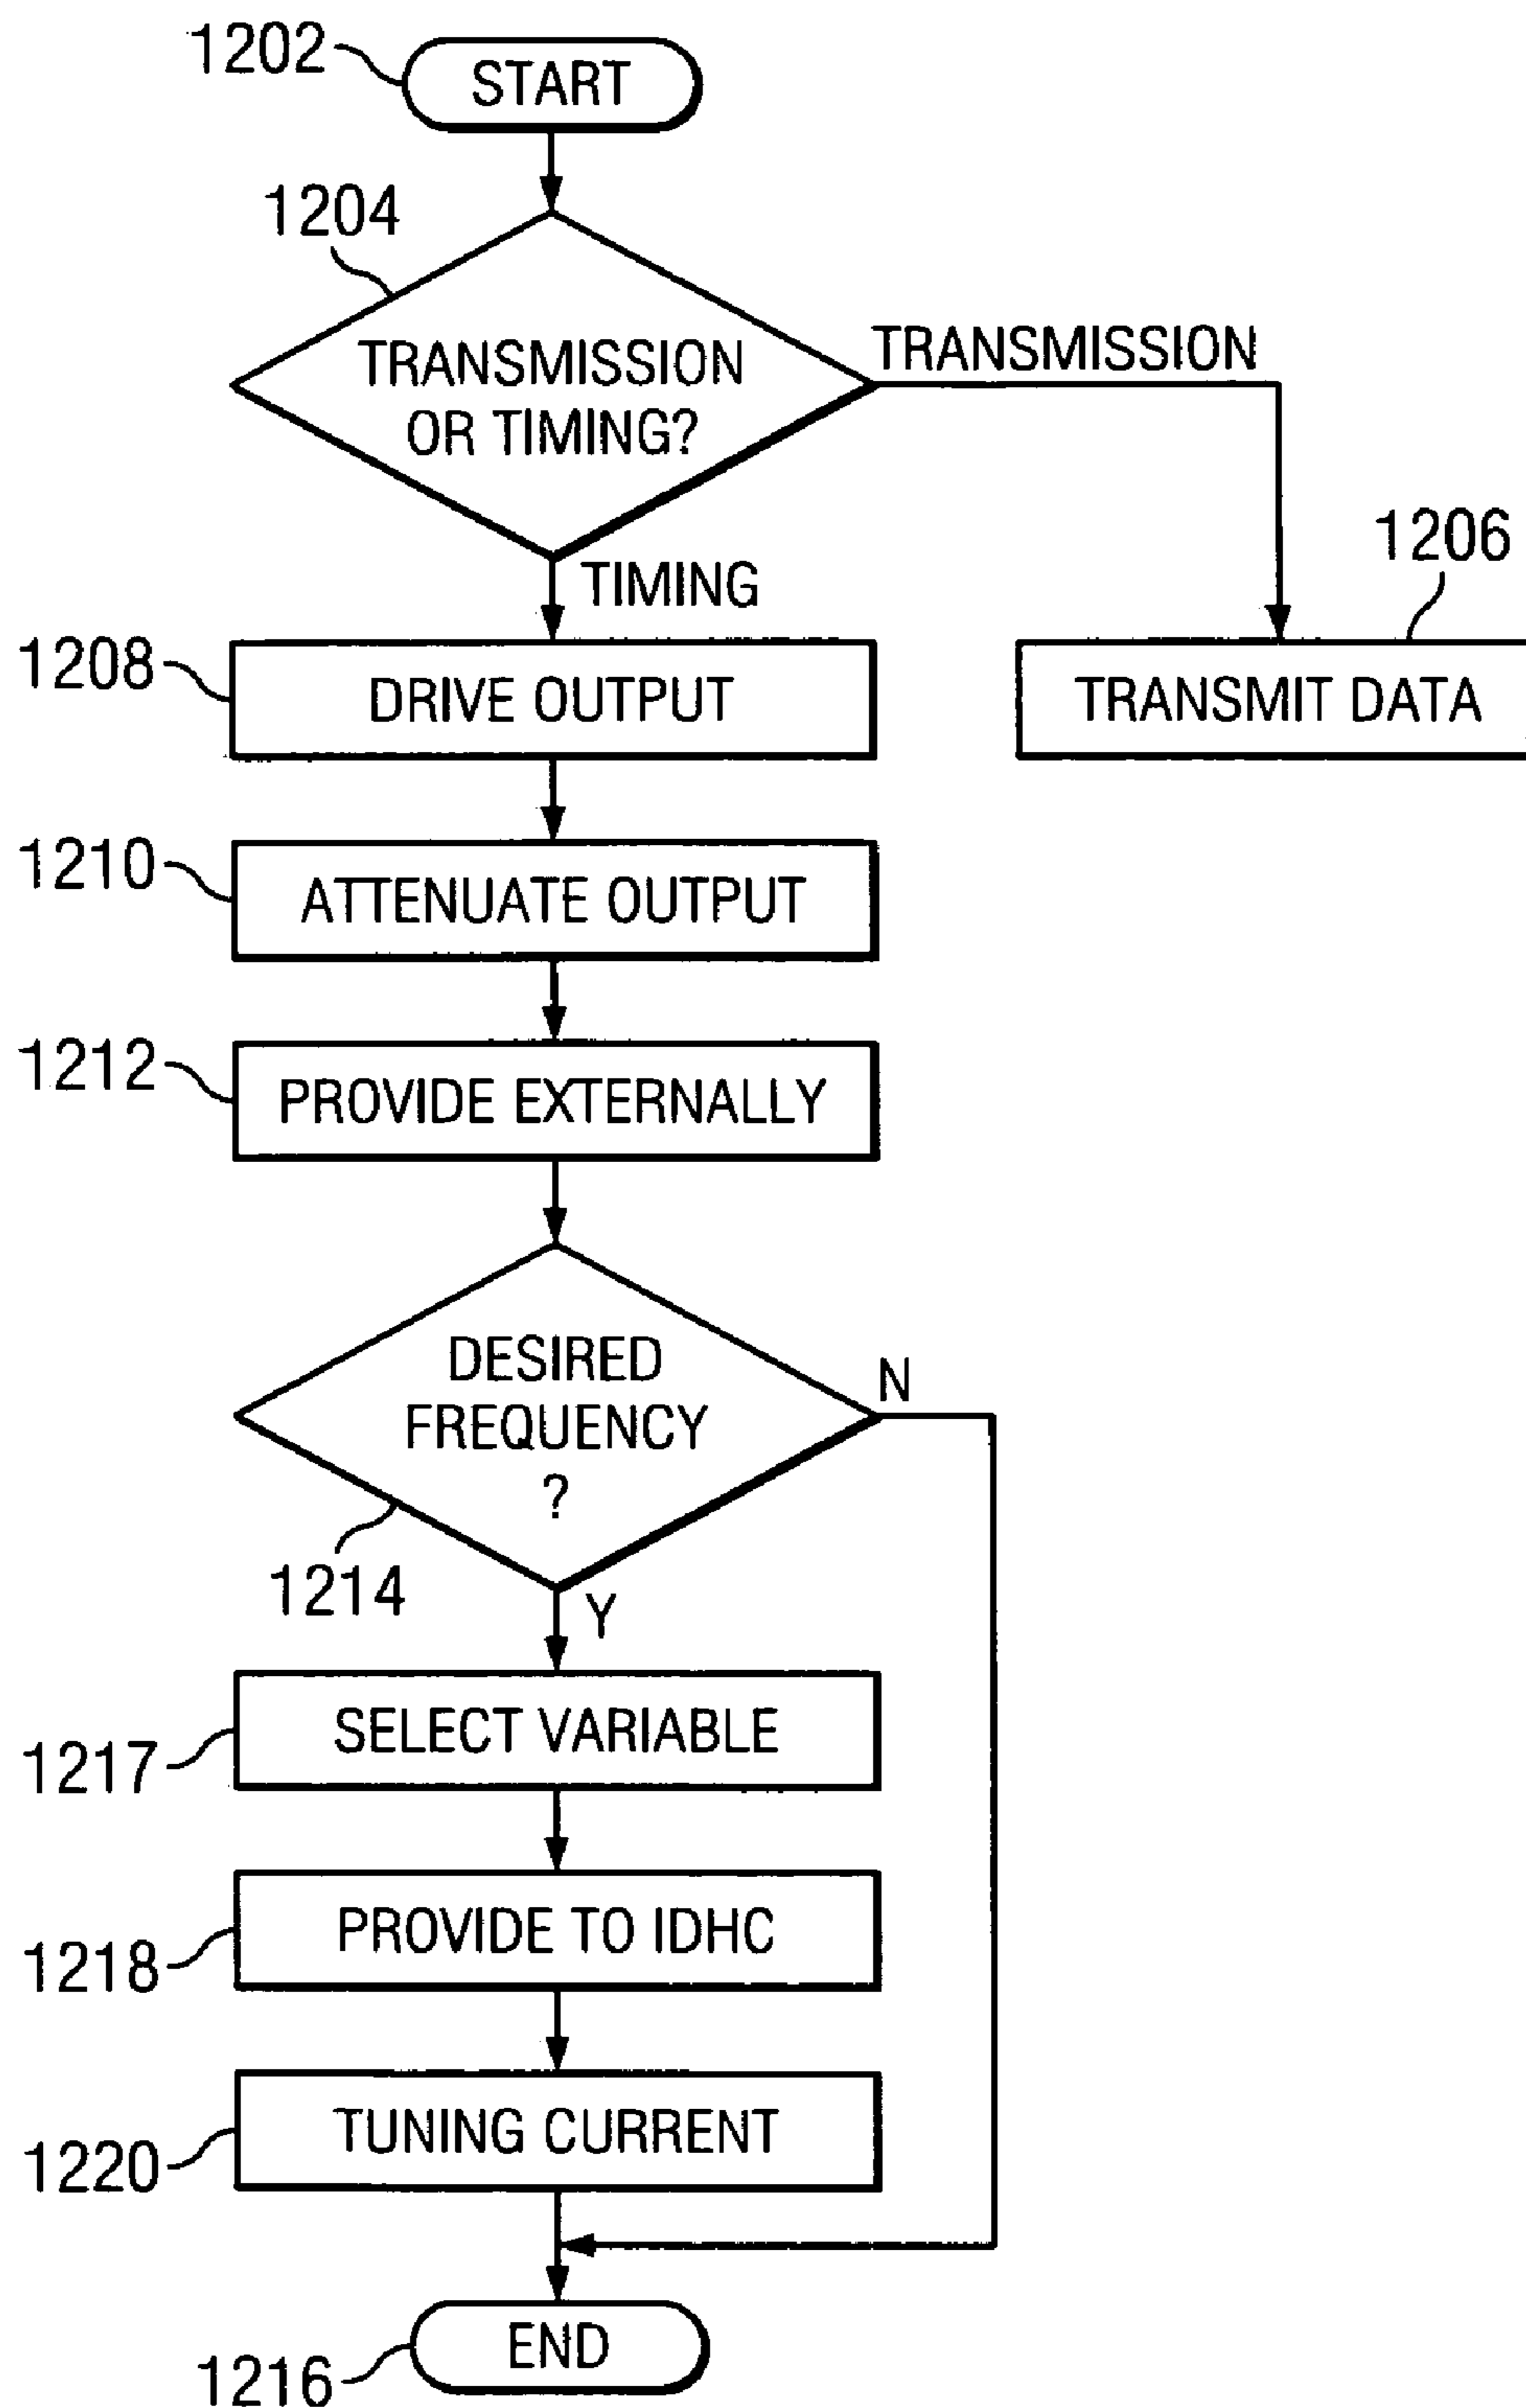 1202
START
1204
TRANSMISSION
OR TIMING?
TRANSMISSION
TIMING
1206
1208
DRIVE OUTPUT
TRANSMIT DATA
1210
ATTENUATE OUTPUT
1212
PROVIDE EXTERNALLY
DESIRED
FREQUENCY
?
N
1214
Y
1217
SELECT VARIABLE
1218
PROVIDE TO IDHC
1220
TUNING CURRENT
END
1216